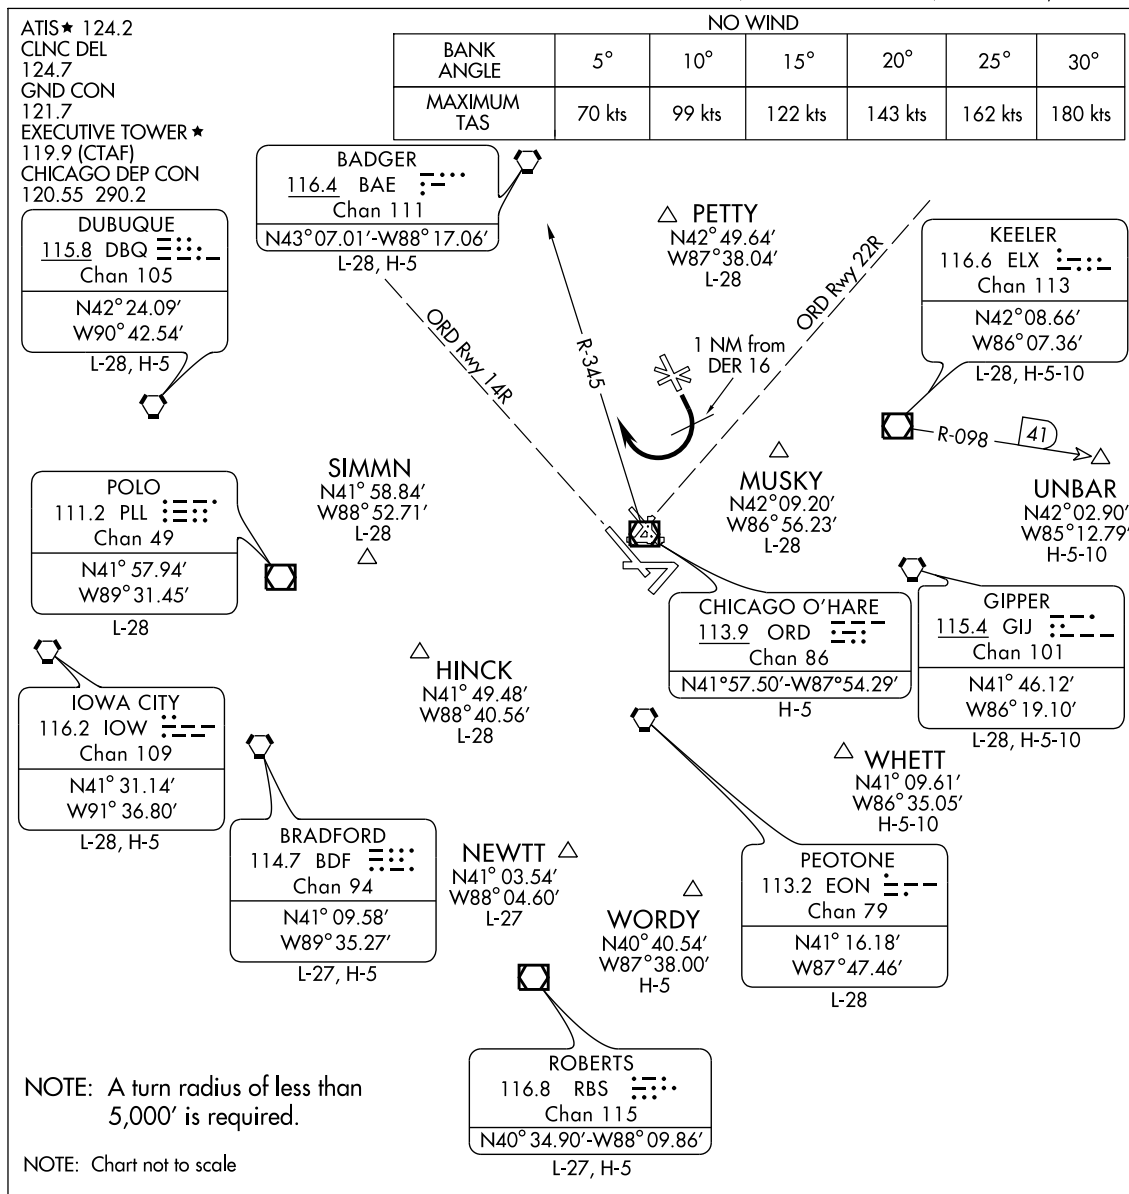 ATIS★ 124.2
CLNC DEL
124.7
GND CON
121.7
EXECUTIVE TOWER★
119.9 (CTAF)
CHICAGO DEP CON
120.55 290.2
NO WIND
BANK ANGLE 5° 10° 15° 20° 25° 30°
MAXIMUM TAS 70 kts 99 kts 122 kts 143 kts 162 kts 180 kts
BADGER
116.4 BAE
Chan 111
N43°07.01′-W88°17.06′
L-28, H-5
DUBUQUE
115.8 DBQ
Chan 105
N42°24.09′
W90°42.54′
L-28, H-5
PETTY
N42°49.64′
W87°38.04′
L-28
KEELER
116.6 ELX
Chan 113
N42°08.66′
W86°07.36′
L-28, H-5-10
ORD Rwy 14R
R-345
1 NM from
DER 16
ORD Rwy 22R
R-098
41
SIMMN
N41°58.84′
W88°52.71′
L-28
MUSKY
N42°09.20′
W86°56.23′
L-28
UNBAR
N42°02.90′
W85°12.79′
H-5-10
POLO
111.2 PLL
Chan 49
N41°57.94′
W89°31.45′
L-28
CHICAGO O’HARE
113.9 ORD
Chan 86
N41°57.50′-W87°54.29′
H-5
GIPPER
115.4 GIJ
Chan 101
N41°46.12′
W86°19.10′
L-28, H-5-10
HINCK
N41°49.48′
W88°40.56′
L-28
IOWA CITY
116.2 IOW
Chan 109
N41°31.14′
W91°36.80′
L-28, H-5
WHETT
N41°09.61′
W86°35.05′
H-5-10
BRADFORD
114.7 BDF
Chan 94
N41°09.58′
W89°35.27′
L-27, H-5
NEWTT
N41°03.54′
W88°04.60′
L-27
WORDY
N40°40.54′
W87°38.00′
H-5
PEOTONE
113.2 EON
Chan 79
N41°16.18′
W87°47.46′
L-28
ROBERTS
116.8 RBS
Chan 115
N40°34.90′-W88°09.86′
L-27, H-5
NOTE: A turn radius of less than
5,000′ is required.
NOTE: Chart not to scale